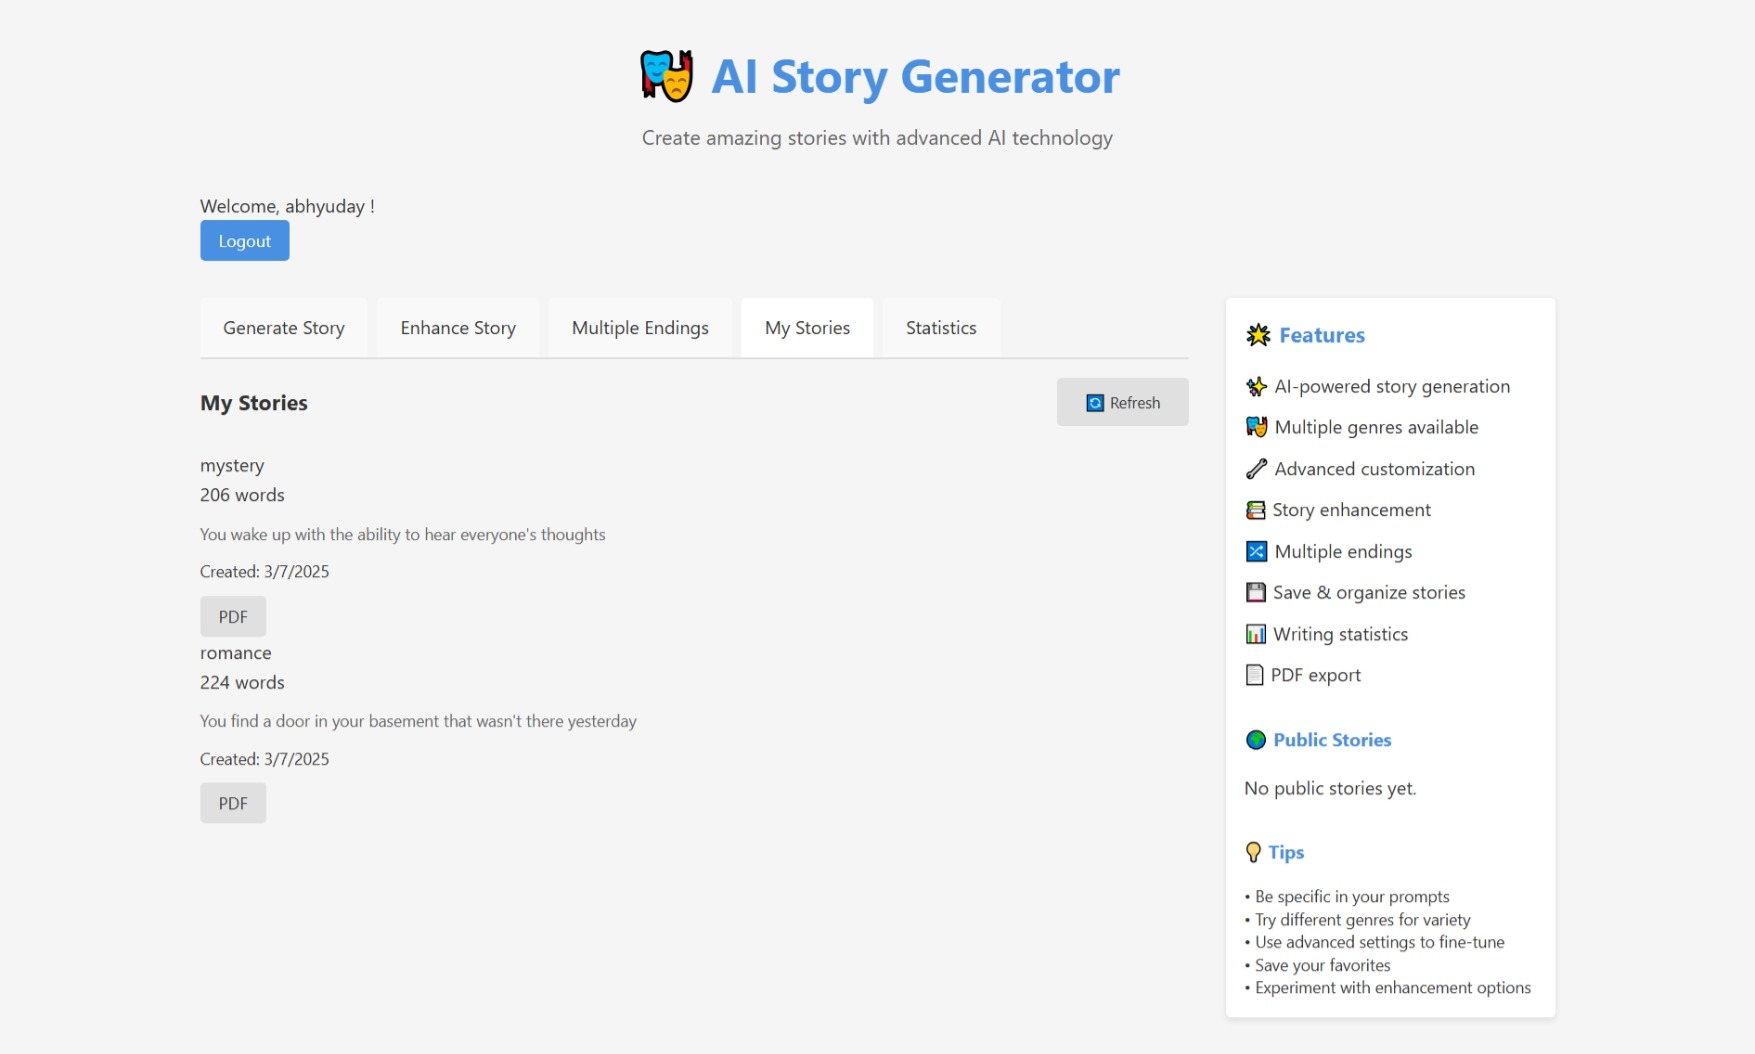 AI Story Generator
Create amazing stories with advanced AI technology
Welcome, abhyuday !
Logout
Generate Story
Enhance Story
Multiple Endings
My Stories
Statistics
My Stories
Refresh
mystery
206 words
You wake up with the ability to hear everyone's thoughts
Created: 3/7/2025
PDF
romance
224 words
You find a door in your basement that wasn't there yesterday
Created: 3/7/2025
PDF
Features
AI-powered story generation
Multiple genres available
Advanced customization
Story enhancement
Multiple endings
Save & organize stories
Writing statistics
PDF export
Public Stories
No public stories yet.
Tips
• Be specific in your prompts
• Try different genres for variety
• Use advanced settings to fine-tune
• Save your favorites
• Experiment with enhancement options